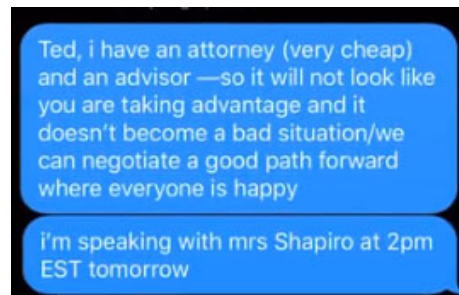 Ted, i have an attorney (very cheap)
and an advisor —so it will not look like
you are taking advantage and it
doesn't become a bad situation/we
can negotiate a good path forward
where everyone is happy
i'm speaking with mrs Shapiro at 2pm
EST tomorrow